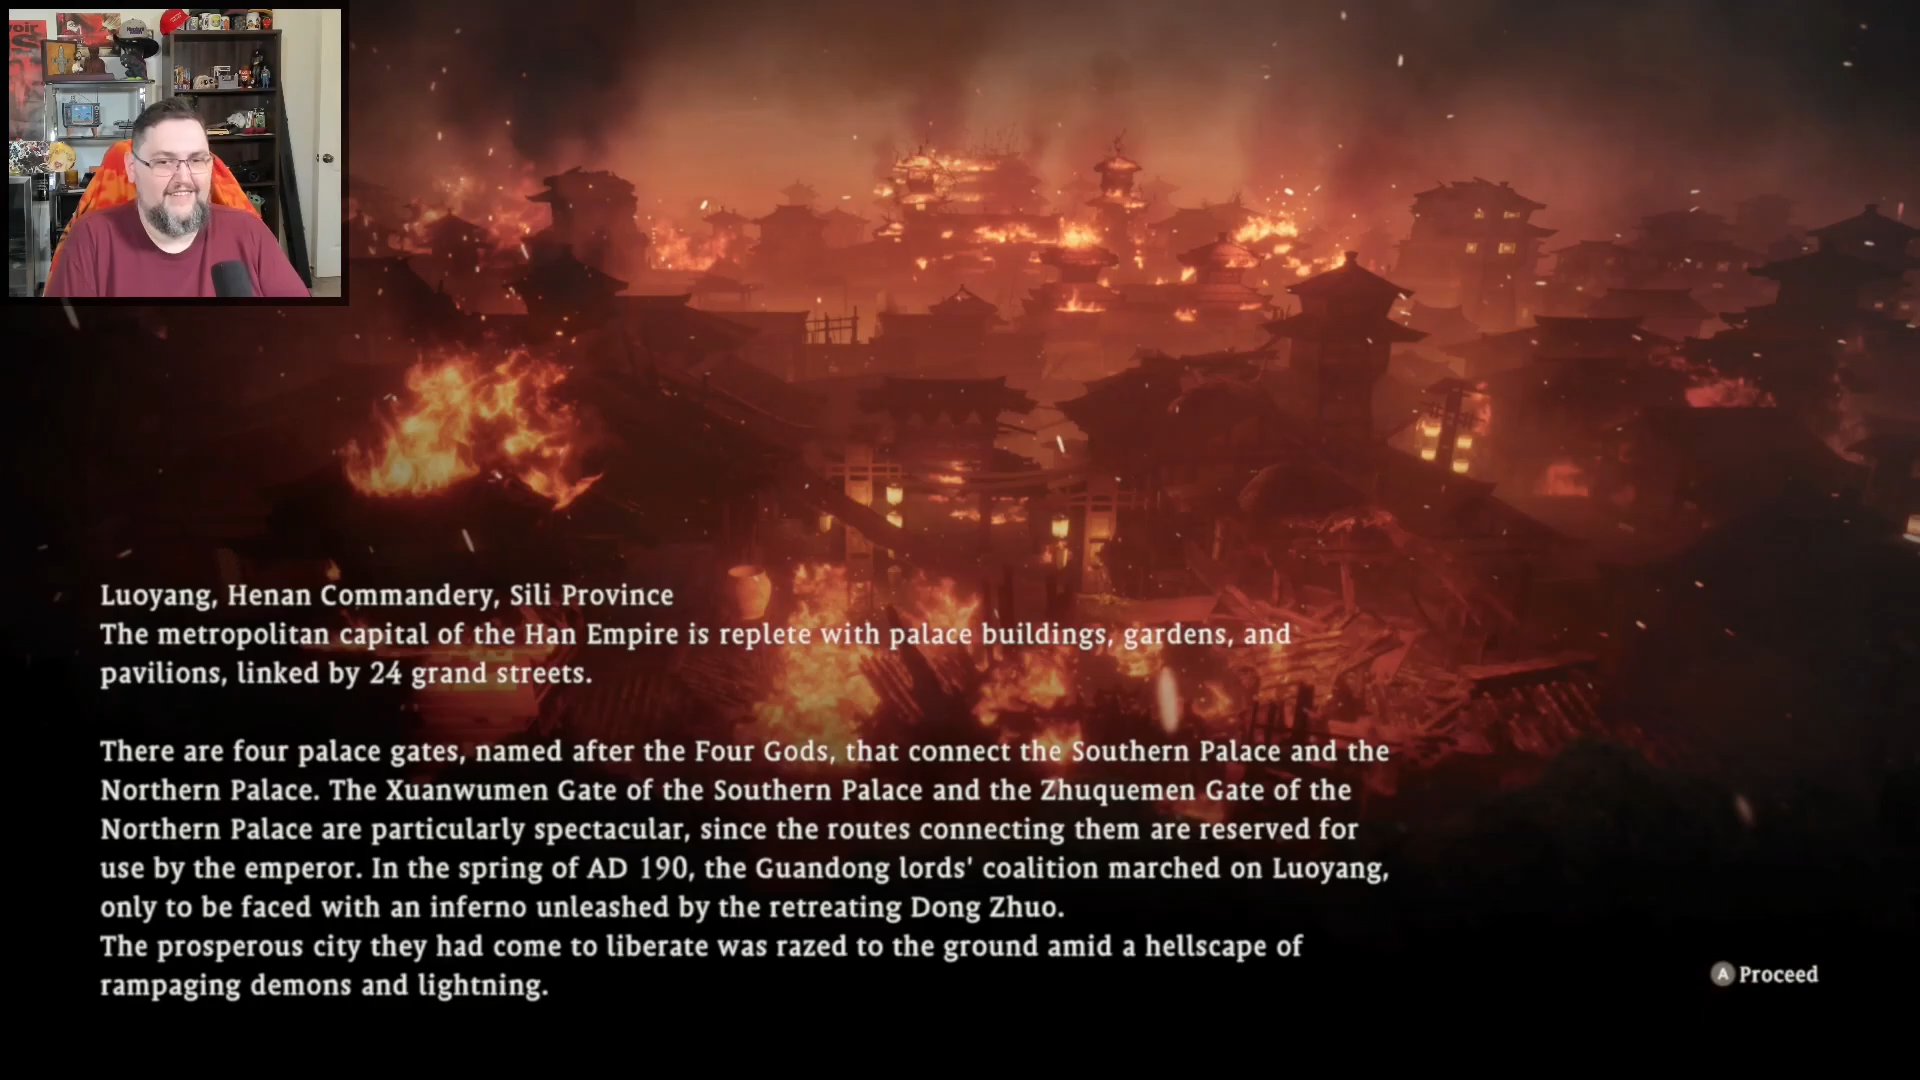 voir
Luoyang, Henan Commandery, Sili Province
The metropolitan capital of the Han Empire is replete with palace buildings, gardens, and
pavilions, linked by 24 grand streets.
There are four palace gates, named after the Four Gods, that connect the Southern Palace and the
Northern Palace. The Xuanwumen Gate of the Southern Palace and the Zhuquemen Gate of the
Northern Palace are particularly spectacular, since the routes connecting them are reserved for
use by the emperor. In the spring of AD 190, the Guandong lords' coalition marched on Luoyang,
only to be faced with an inferno unleashed by the retreating Dong Zhuo.
The prosperous city they had come to liberate was razed to the ground amid a hellscape of
rampaging demons and lightning.
A Proceed